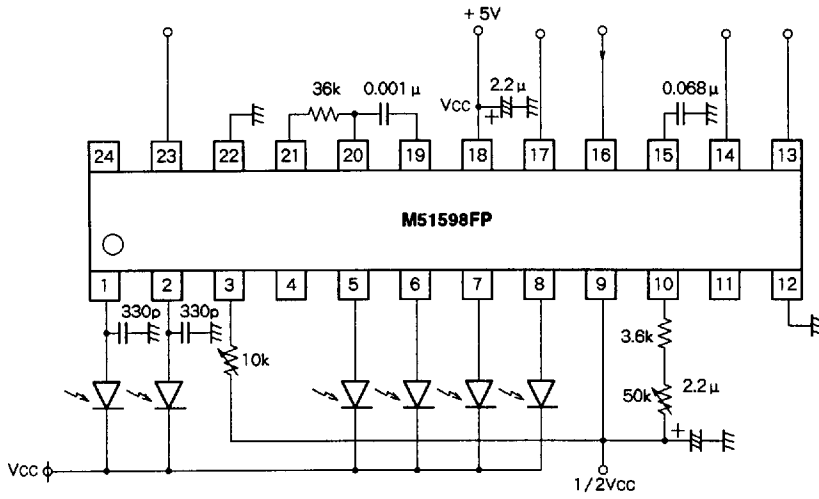 +5V
36k
0.001μ
Vcc
2.2μ
+
0.068μ
24 23 22 21 20 19 18 17 16 15 14 13
M51598FP
1 2 3 4 5 6 7 8 9 10 11 12
330p
330p
10k
3.6k
50k
2.2μ
+
Vcc
1/2Vcc